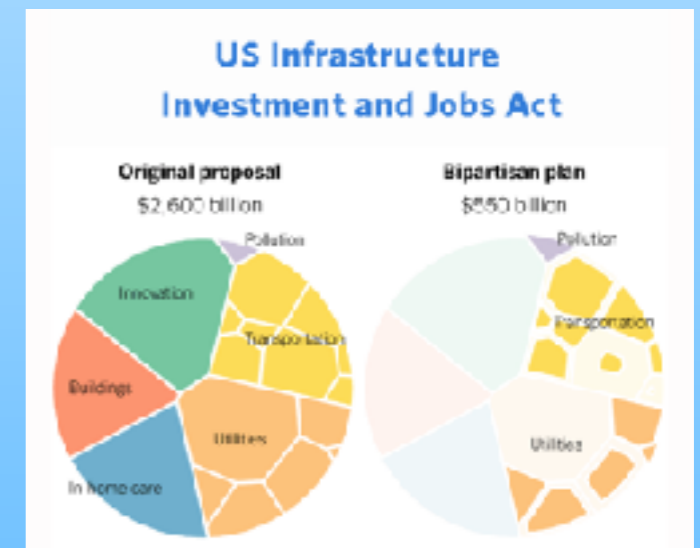 US Infrastructure
Investment and Jobs Act
Original proposal
$2,600 billion
Bipartisan plan
$550 billion
Pollution
Innovation
Transportation
Buildings
Utilities
In home care
Pollution
Transportation
Utilities